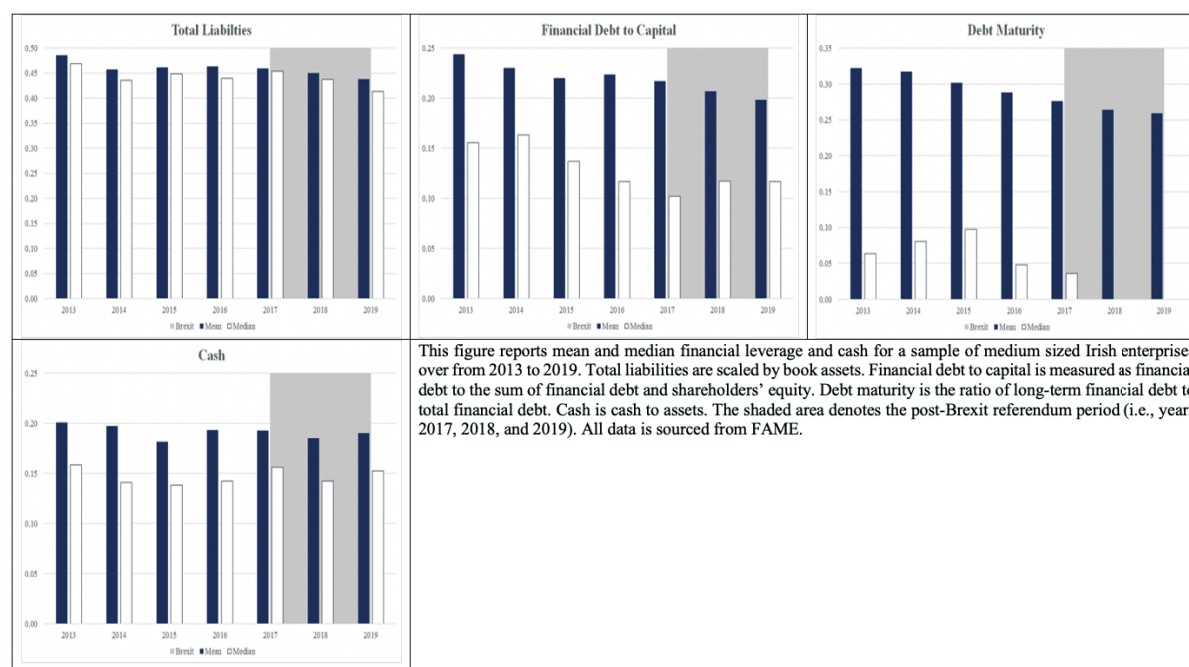 Total Liabilties
0.50
0.45
0.40
0.35
0.30
0.25
0.20
0.15
0.10
0.05
0.00
2013 2014 2015 2016 2017 2018 2019
Brexit Mean Median
Financial Debt to Capital
0.25
0.20
0.15
0.10
0.05
0.00
2013 2014 2015 2016 2017 2018 2019
Brexit Mean Median
Debt Maturity
0.35
0.30
0.25
0.20
0.15
0.10
0.05
0.00
2013 2014 2015 2016 2017 2018 2019
Brexit Mean Median
Cash
0.25
0.20
0.15
0.10
0.05
0.00
2013 2014 2015 2016 2017 2018 2019
Brexit Mean Median
This figure reports mean and median financial leverage and cash for a sample of medium sized Irish enterprise
over from 2013 to 2019. Total liabilities are scaled by book assets. Financial debt to capital is measured as financia
debt to the sum of financial debt and shareholders’ equity. Debt maturity is the ratio of long-term financial debt t
total financial debt. Cash is cash to assets. The shaded area denotes the post-Brexit referendum period (i.e., year
2017, 2018, and 2019). All data is sourced from FAME.